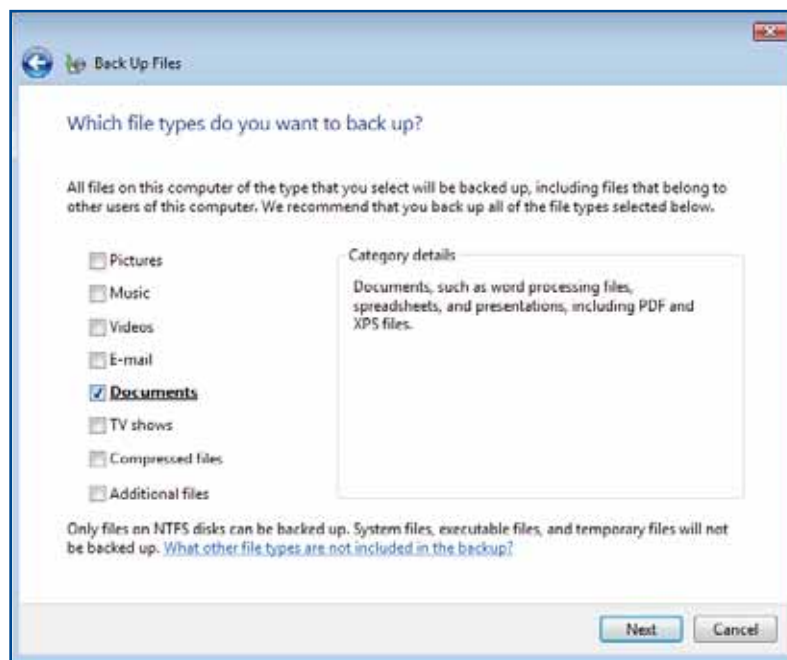 Back Up Files
Which file types do you want to back up?
All files on this computer of the type that you select will be backed up, including files that belong to
other users of this computer. We recommend that you back up all of the file types selected below.
Pictures
Music
Videos
E-mail
Documents
TV shows
Compressed files
Additional files
Category details
Documents, such as word processing files,
spreadsheets, and presentations, including PDF and
XPS files.
Only files on NTFS disks can be backed up. System files, executable files, and temporary files will not
be backed up. What other file types are not included in the backup?
Next
Cancel